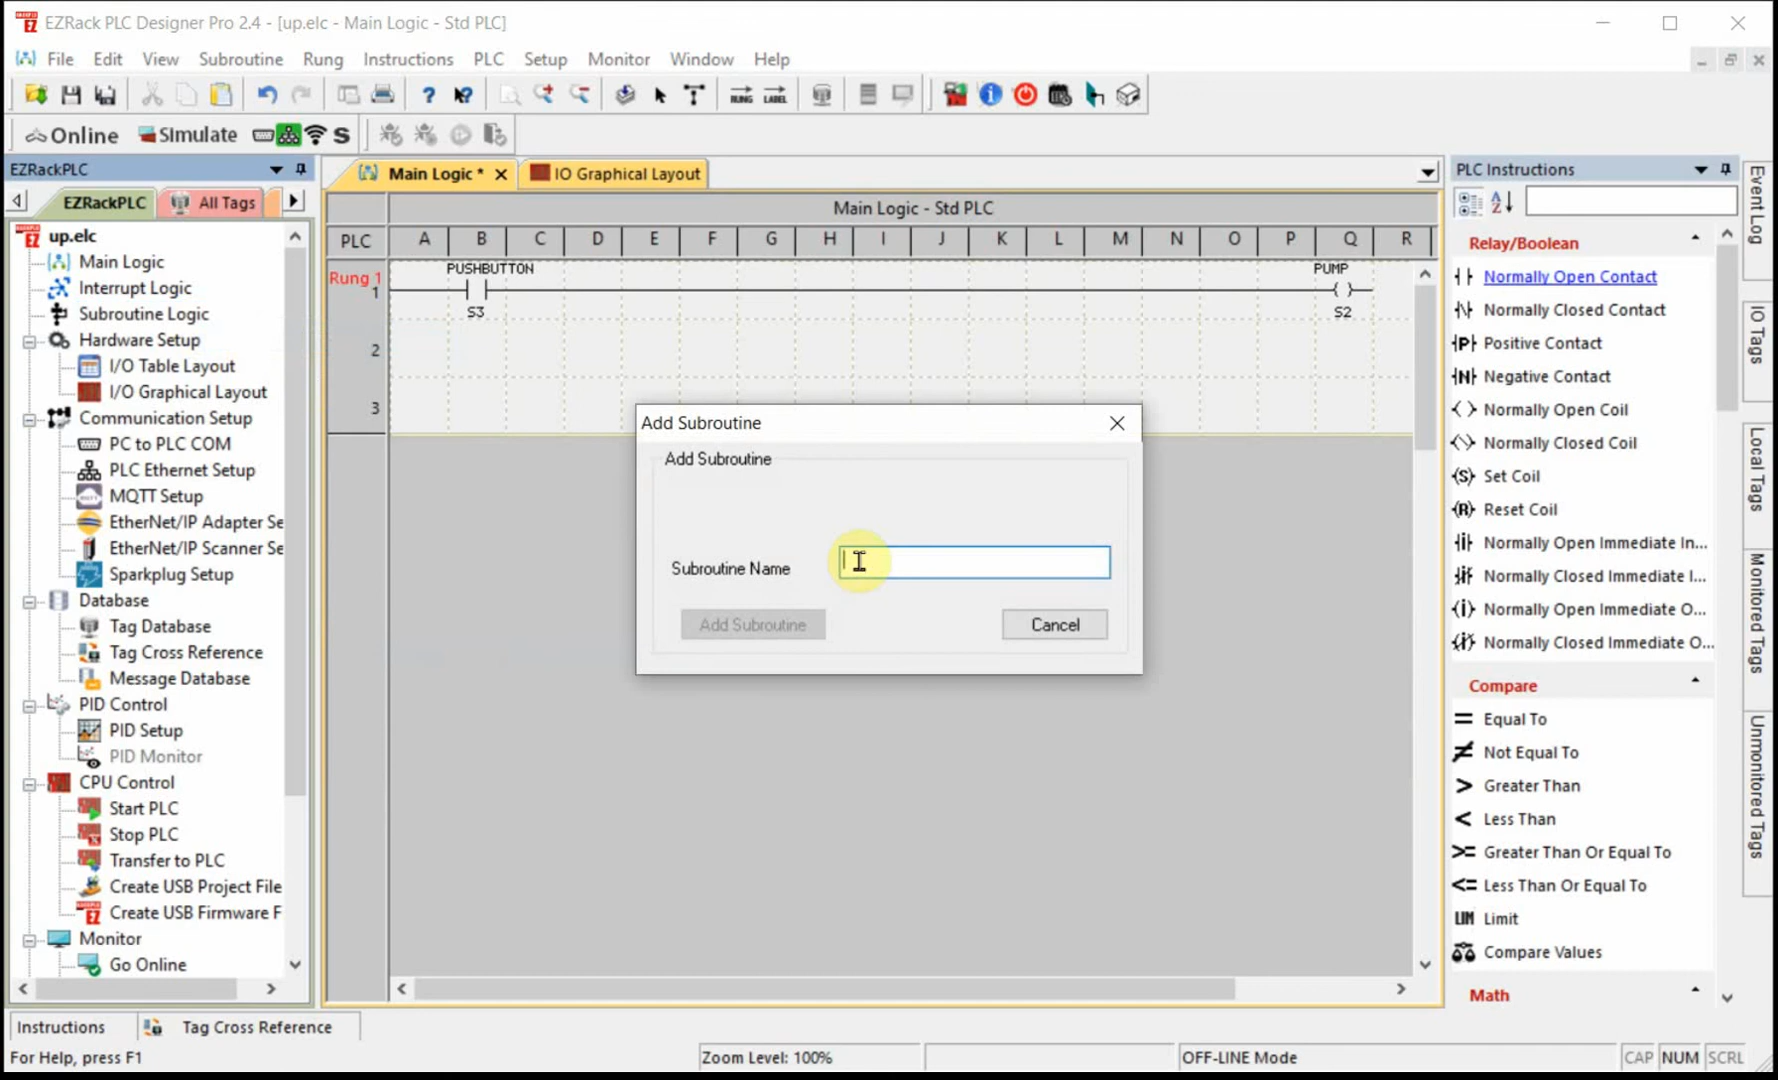 EZRack PLC Designer Pro 2.4 - [up.elc - Main Logic - Std PLC]
File Edit View Subroutine Rung Instructions PLC Setup Monitor Window Help
RUNG LABEL
Online Simulate S
EZRackPLC
EZRackPLC All Tags
up.elc
Main Logic
Interrupt Logic
Subroutine Logic
Hardware Setup
I/O Table Layout
I/O Graphical Layout
Communication Setup
PC to PLC COM
PLC Ethernet Setup
MQTT Setup
EtherNet/IP Adapter Se
EtherNet/IP Scanner Se
Sparkplug Setup
Database
Tag Database
Tag Cross Reference
Message Database
PID Control
PID Setup
PID Monitor
CPU Control
Start PLC
Stop PLC
Transfer to PLC
Create USB Project File
Create USB Firmware F
Monitor
Go Online
Main Logic * IO Graphical Layout
Main Logic - Std PLC
PLC A B C D E F G H I J K L M N O P Q R
PUSHBUTTON PUMP
Rung 1
1
S3 S2
2
3
Add Subroutine
Add Subroutine
Subroutine Name
Add Subroutine Cancel
PLC Instructions
Relay/Boolean
Normally Open Contact
Normally Closed Contact
Positive Contact
Negative Contact
Normally Open Coil
Normally Closed Coil
Set Coil
Reset Coil
Normally Open Immediate In...
Normally Closed Immediate I...
Normally Open Immediate O...
Normally Closed Immediate O...
Compare
= Equal To
≠ Not Equal To
> Greater Than
< Less Than
>= Greater Than Or Equal To
<= Less Than Or Equal To
LIM Limit
Compare Values
Math
Event Log
IO Tags
Local Tags
Monitored Tags
Unmonitored Tags
Instructions Tag Cross Reference
For Help, press F1 Zoom Level: 100% OFF-LINE Mode CAP NUM SCRL